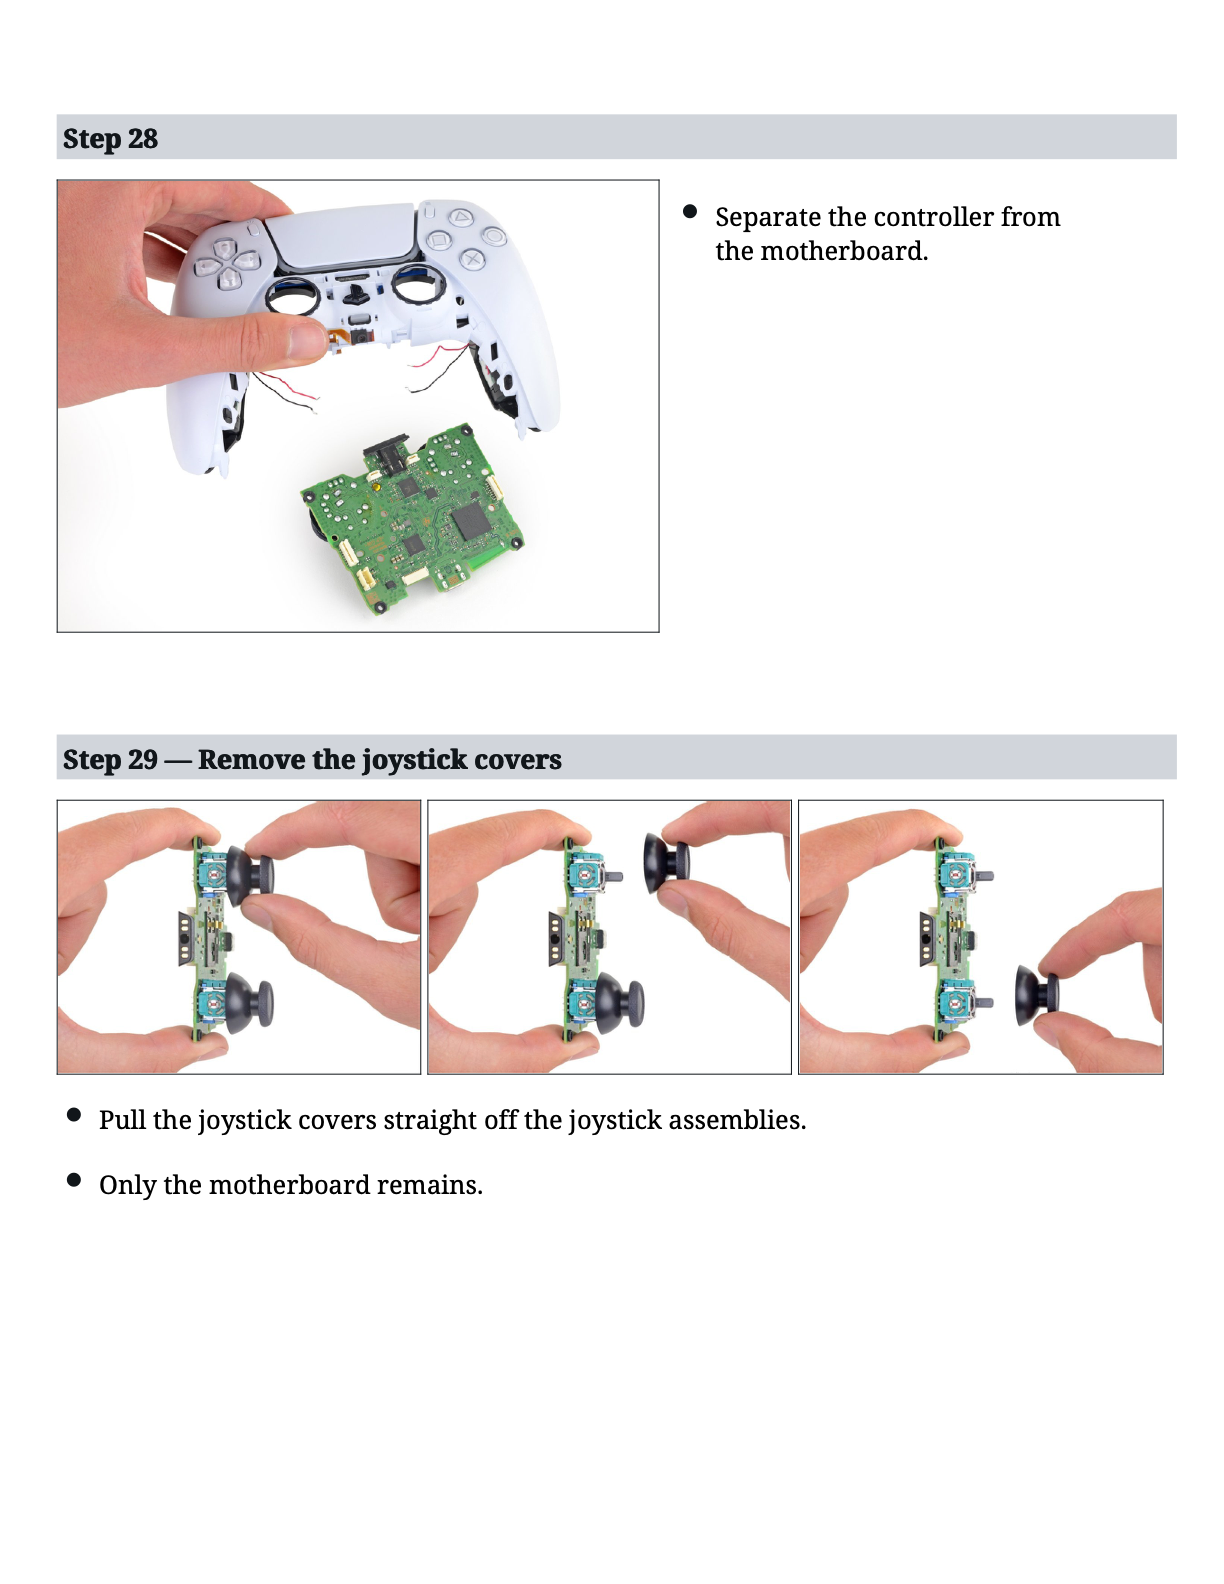 Step 28
• Separate the controller from
the motherboard.
Step 29 — Remove the joystick covers
• Pull the joystick covers straight off the joystick assemblies.
• Only the motherboard remains.